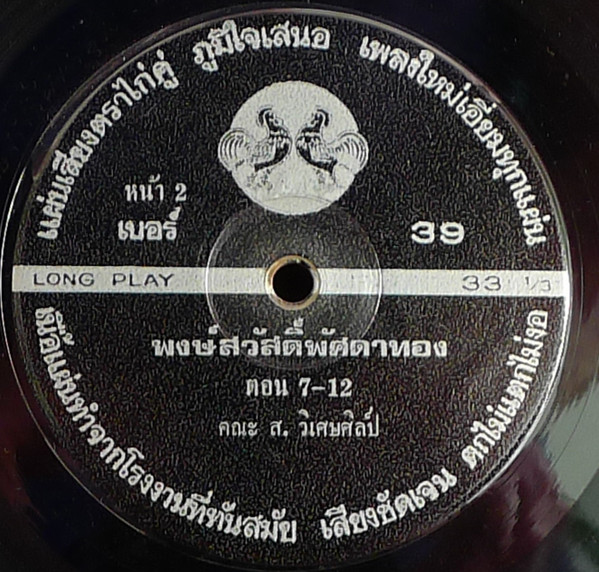 แผ่นเสียงตราไก่คู่ ภูมิใจเสนอ เพลงใหม่เอี่ยมทุกแผ่น
หน้า 2
เบอร์ 39
LONG PLAY 33 1/3
พงษ์สวัสดิ์พัศดาทอง
ตอน 7-12
คณะ ส. วิเศษศิลป์
เนื้อแผ่นทำจากโรงงานที่ทันสมัย เสียงชัดเจน ตกไม่แตกไม่งอ